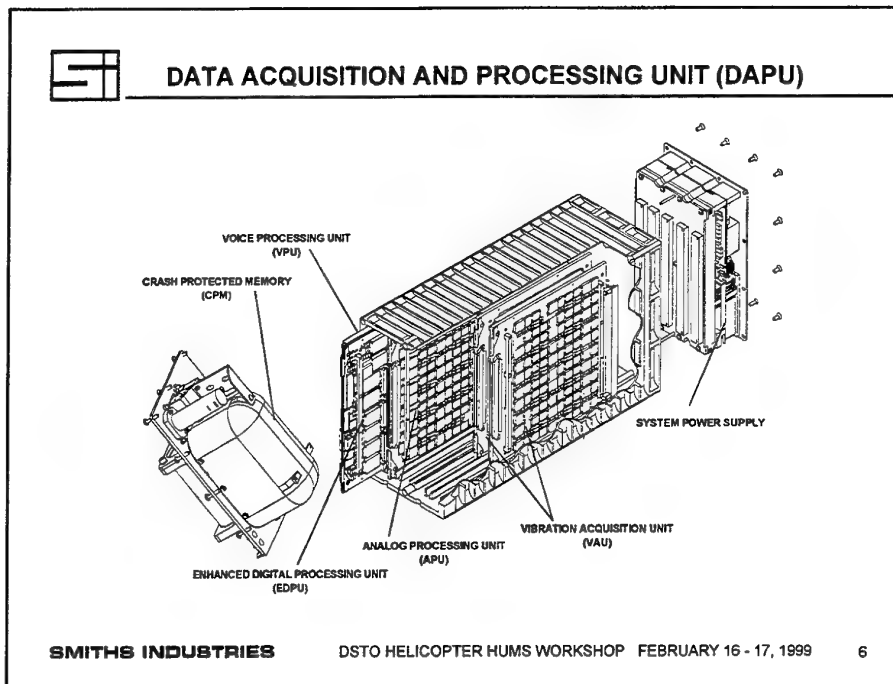 Si
DATA ACQUISITION AND PROCESSING UNIT (DAPU)
VOICE PROCESSING UNIT
(VPU)
CRASH PROTECTED MEMORY
(CPM)
SYSTEM POWER SUPPLY
VIBRATION ACQUISITION UNIT
(VAU)
ANALOG PROCESSING UNIT
(APU)
ENHANCED DIGITAL PROCESSING UNIT
(EDPU)
SMITHS INDUSTRIES DSTO HELICOPTER HUMS WORKSHOP FEBRUARY 16 - 17, 1999 6